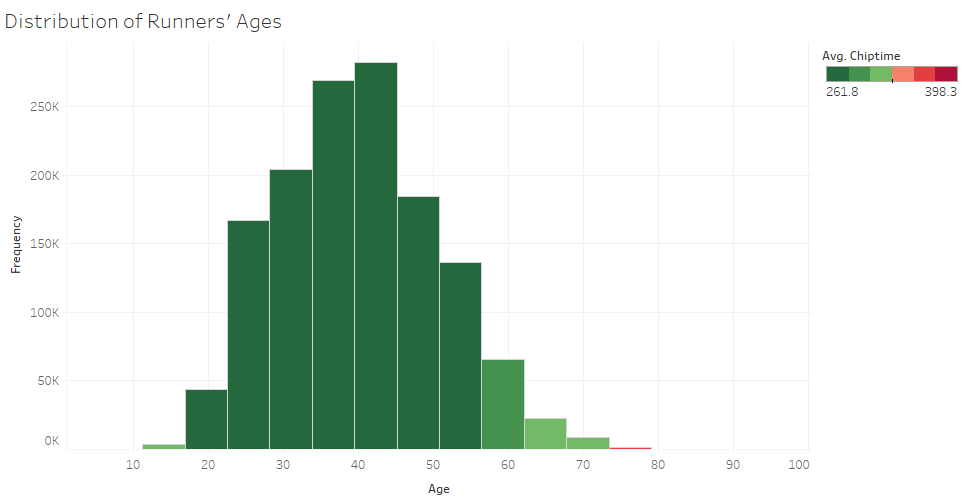 Distribution of Runners’ Ages
Avg. Chiptime
261.8 398.3
Frequency
250K
200K
150K
100K
50K
0K
10 20 30 40 50 60 70 80 90 100
Age